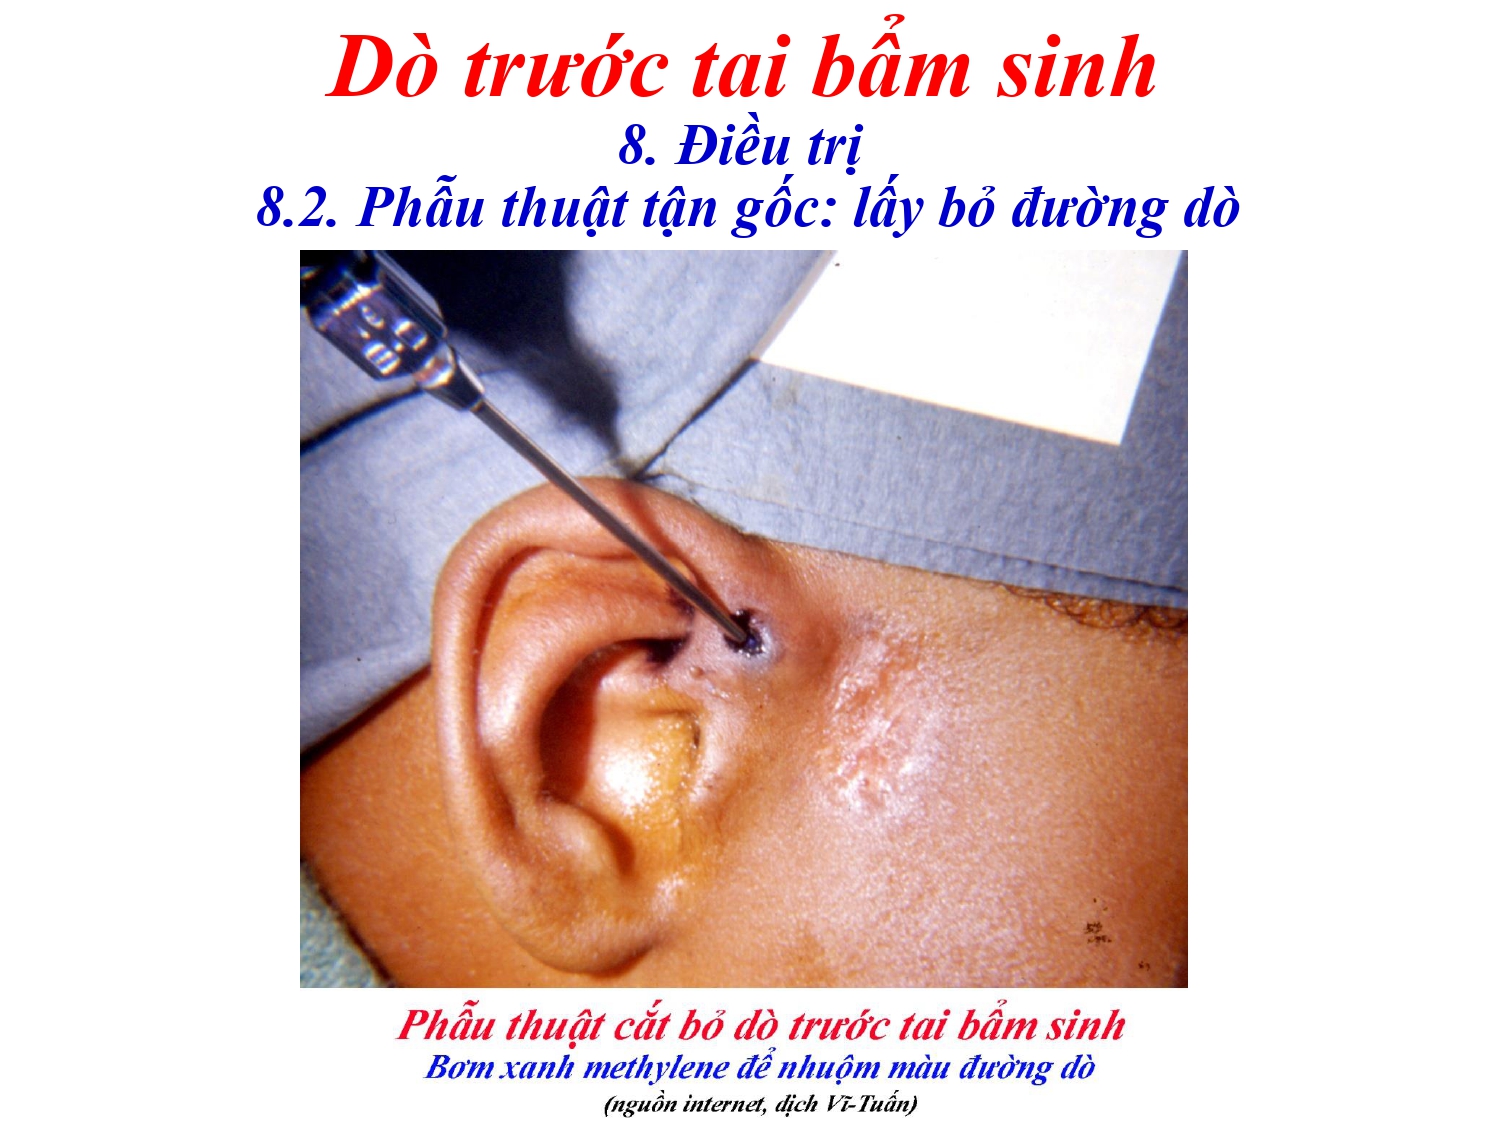 Dò trước tai bẩm sinh
8. Điều trị
8.2. Phẫu thuật tận gốc: lấy bỏ đường dò
Phẫu thuật cắt bỏ dò trước tai bẩm sinh
Bơm xanh methylene để nhuộm màu đường dò
(nguồn internet, dịch Vĩ-Tuấn)